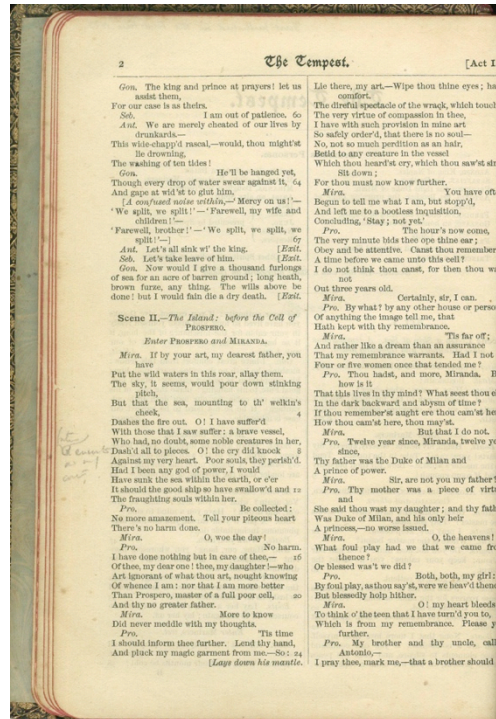 2
The Tempest.
[Act I
Gon. The king and prince at prayers! let us
assist them,
For our case is as theirs.
Seb. I am out of patience. 60
Ant. We are merely cheated of our lives by
drunkards.—
This wide-chapp'd rascal,—would, thou might'st
lie drowning,
The washing of ten tides!
Gon. He'll be hanged yet,
Though every drop of water swear against it, 64
And gape at wid'st to glut him.
[A confused noise within,—'Mercy on us!'—
'We split, we split!'—'Farewell, my wife and
children!'—
'Farewell, brother!'—'We split, we split, we
split!'—] 67
Ant. Let's all sink wi' the king. [Exit.
Seb. Let's take leave of him. [Exit.
Gon. Now would I give a thousand furlongs
of sea for an acre of barren ground; long heath,
brown furze, any thing. The wills above be
done! but I would fain die a dry death. [Exit.
Scene II.—The Island: before the Cell of
PROSPERO.
Enter PROSPERO and MIRANDA.
Mira. If by your art, my dearest father, you
have
Put the wild waters in this roar, allay them.
The sky, it seems, would pour down stinking
pitch,
But that the sea, mounting to th' welkin's
cheek, 4
Dashes the fire out. O! I have suffer'd
With those that I saw suffer: a brave vessel,
Who had, no doubt, some noble creatures in her,
Dash'd all to pieces. O! the cry did knock 8
Against my very heart. Poor souls, they perish'd.
Had I been any god of power, I would
Have sunk the sea within the earth, or e'er
It should the good ship so have swallow'd and 12
The fraughting souls within her.
Pro. Be collected:
No more amazement. Tell your piteous heart
There's no harm done.
Mira. O, woe the day!
Pro. No harm.
I have done nothing but in care of thee,— 16
Of thee, my dear one! thee, my daughter!—who
Art ignorant of what thou art, nought knowing
Of whence I am: nor that I am more better
Than Prospero, master of a full poor cell, 20
And thy no greater father.
Mira. More to know
Did never meddle with my thoughts.
Pro. 'Tis time
I should inform thee further. Lend thy hand,
And pluck my magic garment from me.—So: 24
[Lays down his mantle.
Lie there, my art.—Wipe thou thine eyes; ha
comfort.
The direful spectacle of the wrack, which touch
The very virtue of compassion in thee,
I have with such provision in mine art
So safely order'd, that there is no soul—
No, not so much perdition as an hair,
Betid to any creature in the vessel
Which thou heard'st cry, which thou saw'st sin
Sit down;
For thou must now know further.
Mira. You have oft
Begun to tell me what I am, but stopp'd,
And left me to a bootless inquisition,
Concluding, 'Stay; not yet.'
Pro. The hour's now come,
The very minute bids thee ope thine ear;
Obey and be attentive. Canst thou remember
A time before we came unto this cell?
I do not think thou canst, for then thou wa
not
Out three years old.
Mira. Certainly, sir, I can.
Pro. By what? by any other house or perso
Of anything the image tell me, that
Hath kept with thy remembrance.
Mira. 'Tis far off;
And rather like a dream than an assurance
That my remembrance warrants. Had I not
Four or five women once that tended me?
Pro. Thou hadst, and more, Miranda. B
how is it
That this lives in thy mind? What seest thou e
In the dark backward and abysm of time?
If thou remember'st aught ere thou cam'st he
How thou cam'st here, thou may'st.
Mira. But that I do not.
Pro. Twelve year since, Miranda, twelve ye
since,
Thy father was the Duke of Milan and
A prince of power.
Mira. Sir, are not you my father?
Pro. Thy mother was a piece of virtu
and
She said thou wast my daughter; and thy fath
Was Duke of Milan, and his only heir
A princess,—no worse issued.
Mira. O, the heavens!
What foul play had we that we came fro
thence?
Or blessed was't we did?
Pro. Both, both, my girl:
By foul play, as thou say'st, were we heav'd thenc
But blessedly holp hither.
Mira. O! my heart bleeds
To think o' the teen that I have turn'd you to,
Which is from my remembrance. Please y
further.
Pro. My brother and thy uncle, call
Antonio,—
I pray thee, mark me,—that a brother should